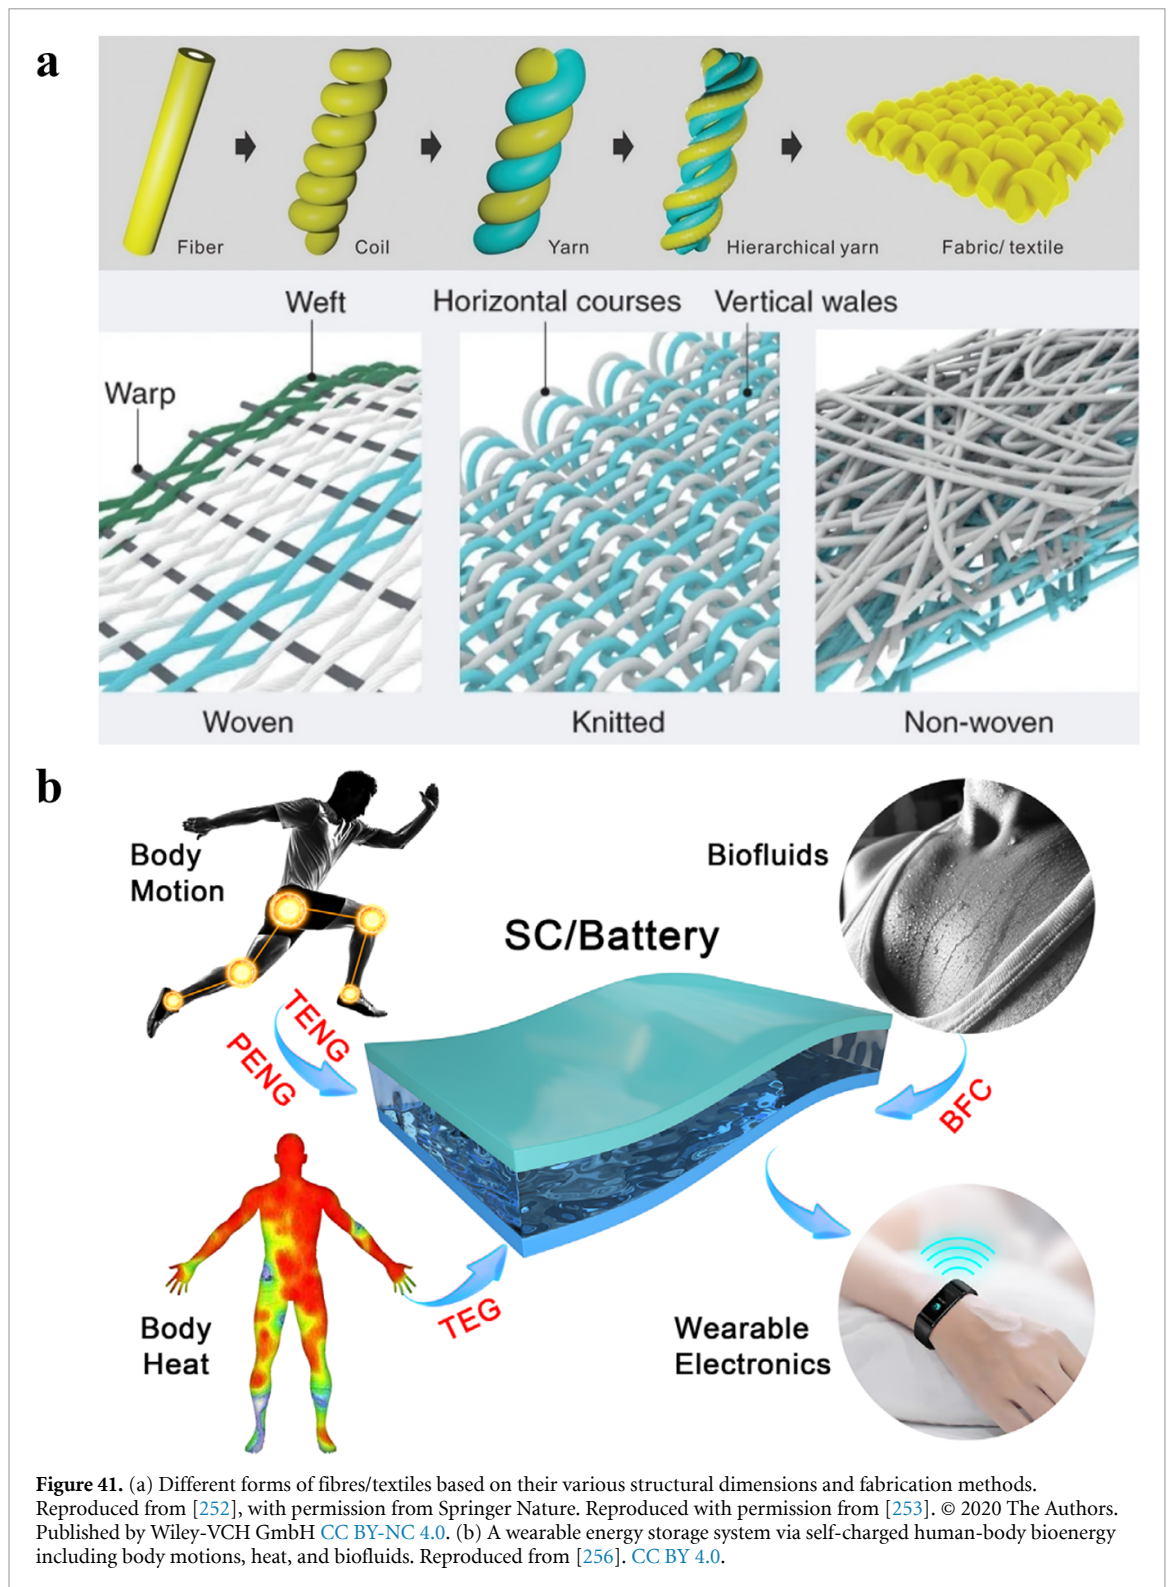 a
Fiber
Coil
Yarn
Hierarchical yarn
Fabric/ textile
Weft
Horizontal courses
Vertical wales
Warp
Woven
Knitted
Non-woven
b
Body
Motion
Biofluids
SC/Battery
TENG
PENG
BFC
Body
Heat
TEG
Wearable
Electronics
Figure 41. (a) Different forms of fibres/textiles based on their various structural dimensions and fabrication methods.
Reproduced from [252], with permission from Springer Nature. Reproduced with permission from [253]. © 2020 The Authors.
Published by Wiley-VCH GmbH CC BY-NC 4.0. (b) A wearable energy storage system via self-charged human-body bioenergy
including body motions, heat, and biofluids. Reproduced from [256]. CC BY 4.0.